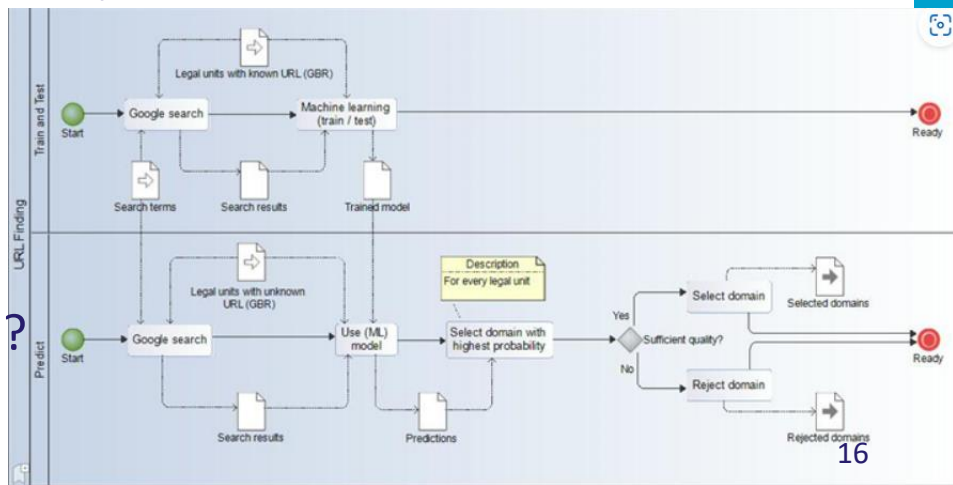 URL Finding
Train and Test
Start
Google search
Legal units with known URL (GBR)
Machine learning
(train / test)
Ready
Search terms
Search results
Trained model
?
Predict
Start
Google search
Legal units with unknown
URL (GBR)
Use (ML)
model
Search results
Predictions
Description
For every legal unit
Select domain with
highest probability
Sufficient quality?
Yes
No
Select domain
Selected domains
Reject domain
Rejected domains
Ready
16